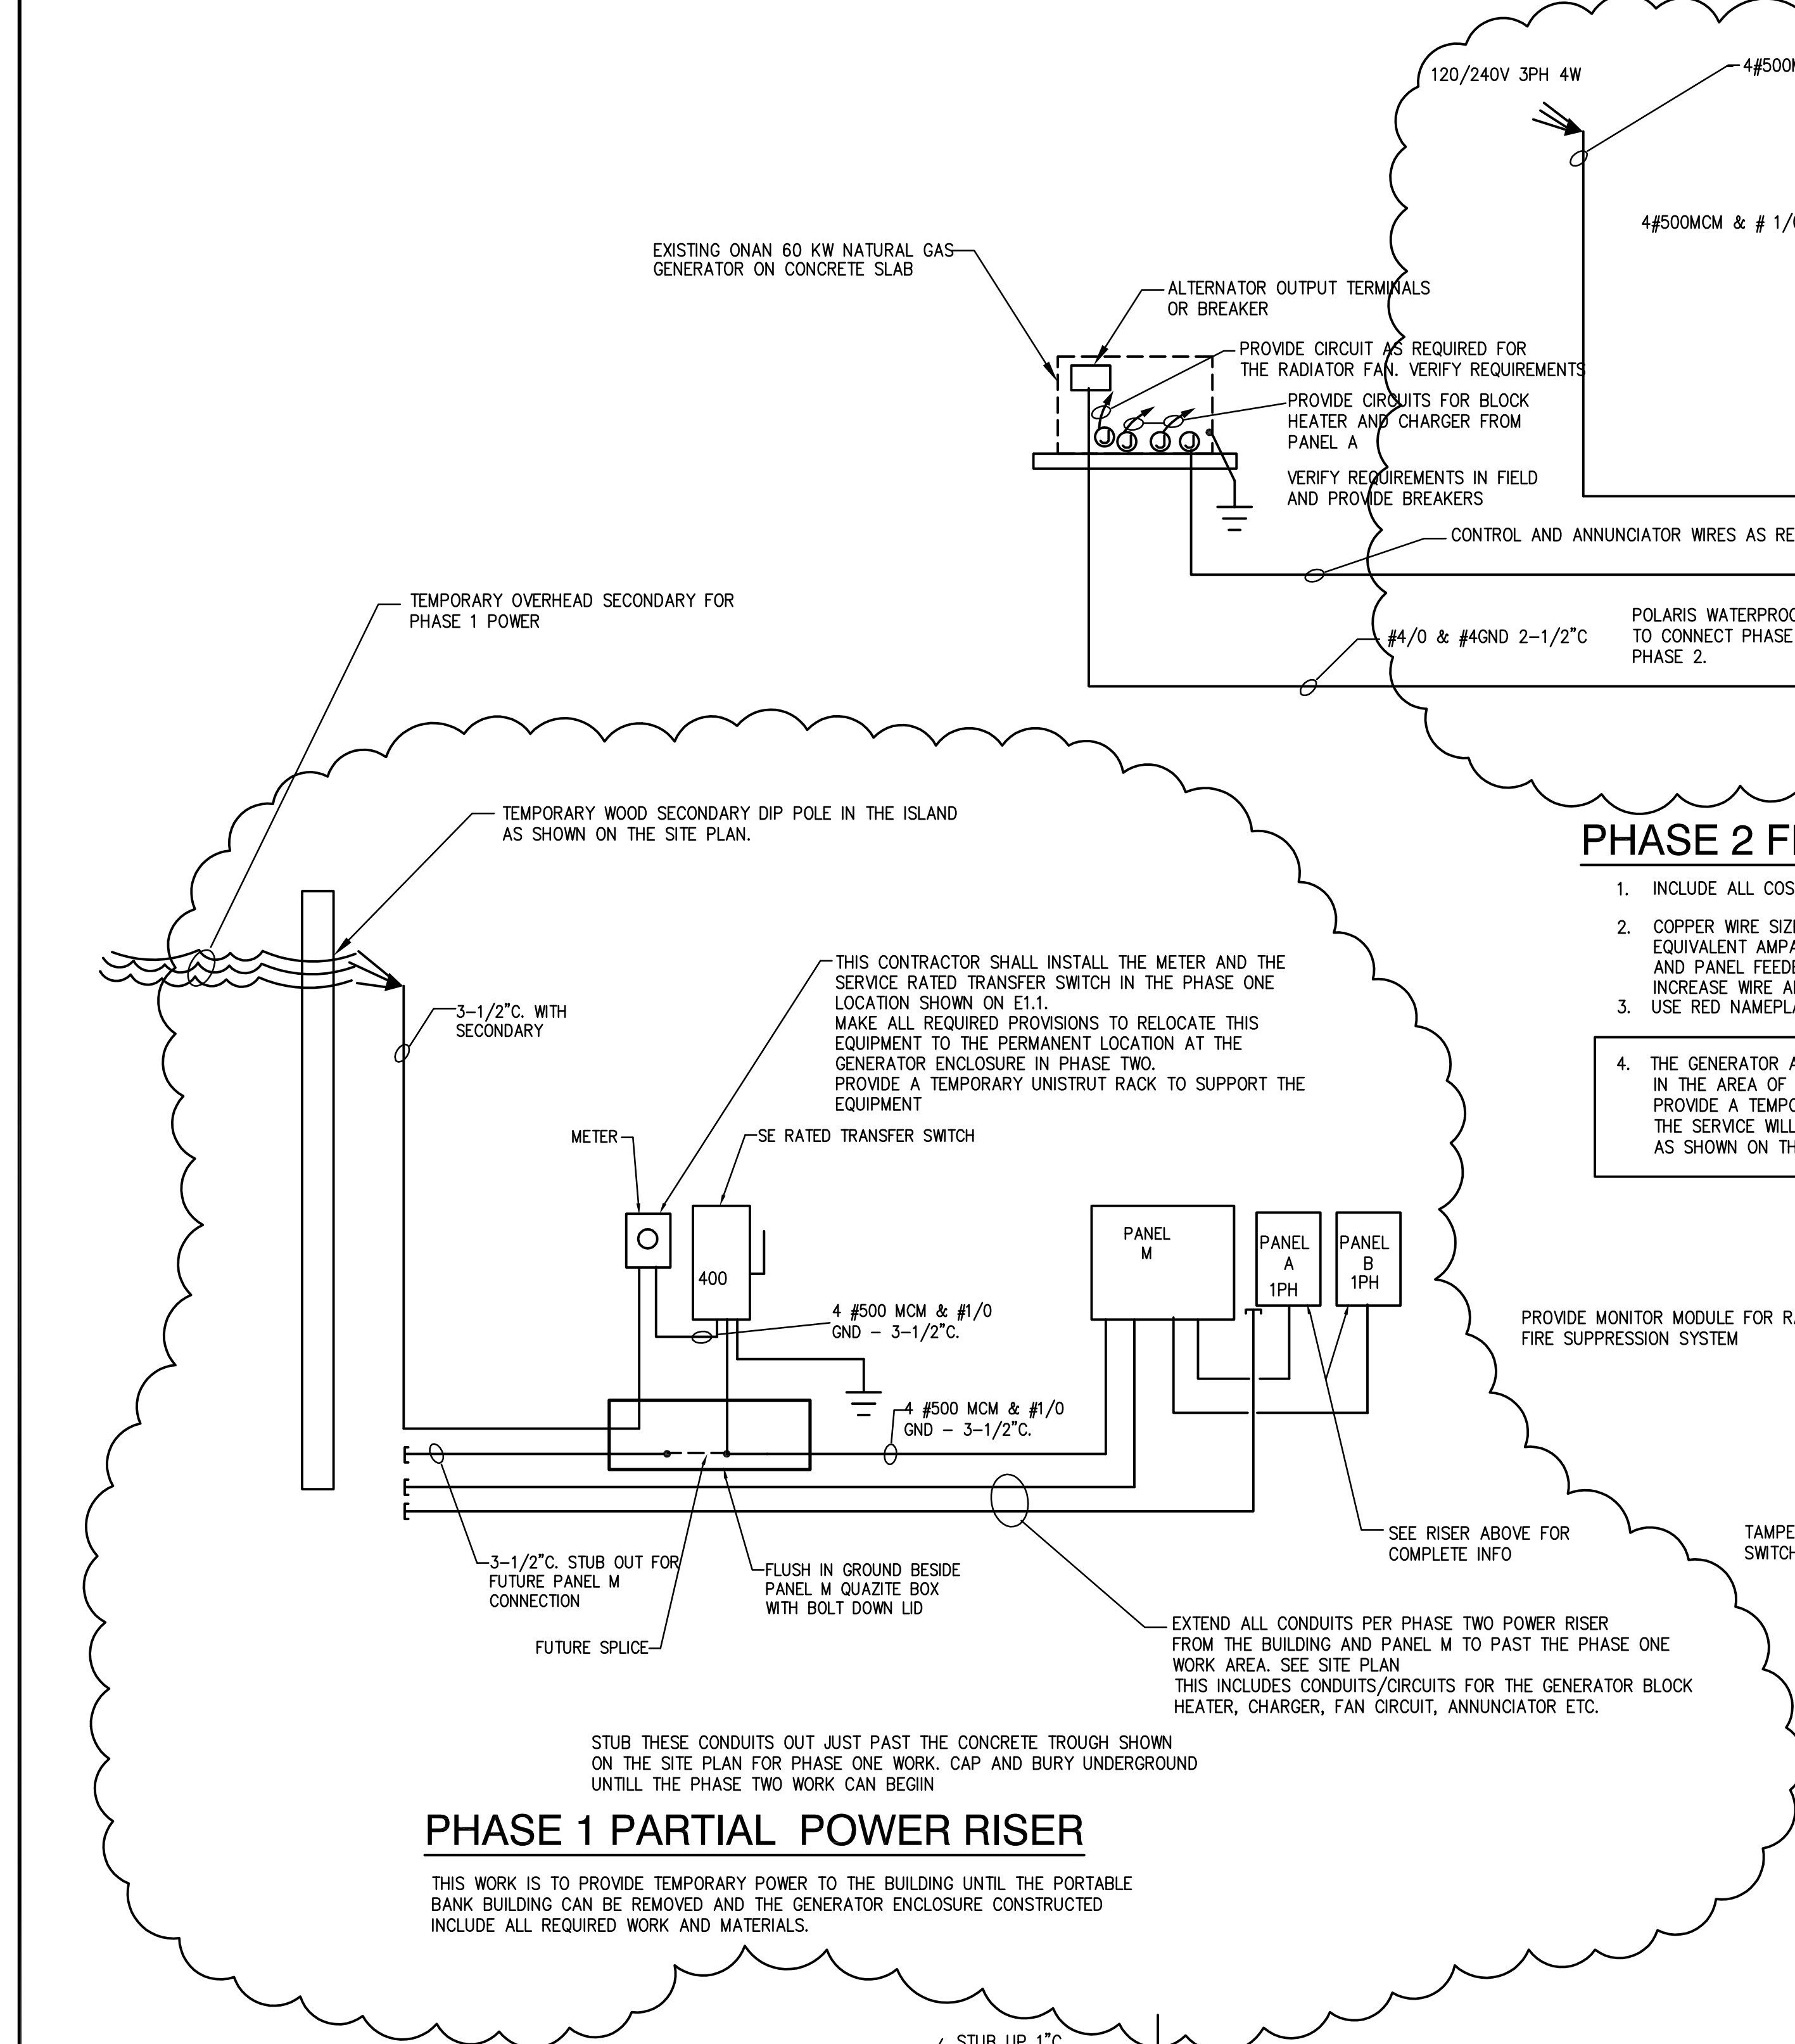 120/240V 3PH 4W
4#500
4#500MCM & # 1/
EXISTING ONAN 60 KW NATURAL GAS
GENERATOR ON CONCRETE SLAB
ALTERNATOR OUTPUT TERMINALS
OR BREAKER
PROVIDE CIRCUIT AS REQUIRED FOR
THE RADIATOR FAN. VERIFY REQUIREMENTS
PROVIDE CIRCUITS FOR BLOCK
HEATER AND CHARGER FROM
PANEL A
J J J J
VERIFY REQUIREMENTS IN FIELD
AND PROVIDE BREAKERS
CONTROL AND ANNUNCIATOR WIRES AS RE
TEMPORARY OVERHEAD SECONDARY FOR
PHASE 1 POWER
#4/0 & #4GND 2-1/2"C
POLARIS WATERPROO
TO CONNECT PHASE
PHASE 2.
TEMPORARY WOOD SECONDARY DIP POLE IN THE ISLAND
AS SHOWN ON THE SITE PLAN.
PHASE 2 F
1. INCLUDE ALL COS
2. COPPER WIRE SIZE
EQUIVALENT AMPA
AND PANEL FEEDE
INCREASE WIRE A
3. USE RED NAMEPLA
4. THE GENERATOR A
IN THE AREA OF
PROVIDE A TEMPO
THE SERVICE WILL
AS SHOWN ON TH
THIS CONTRACTOR SHALL INSTALL THE METER AND THE
SERVICE RATED TRANSFER SWITCH IN THE PHASE ONE
LOCATION SHOWN ON E1.1.
MAKE ALL REQUIRED PROVISIONS TO RELOCATE THIS
EQUIPMENT TO THE PERMANENT LOCATION AT THE
GENERATOR ENCLOSURE IN PHASE TWO.
PROVIDE A TEMPORARY UNISTRUT RACK TO SUPPORT THE
EQUIPMENT
3-1/2"C. WITH
SECONDARY
METER
SE RATED TRANSFER SWITCH
400
PANEL
M
PANEL
A
1PH
PANEL
B
1PH
4 #500 MCM & #1/0
GND - 3-1/2"C.
PROVIDE MONITOR MODULE FOR RA
FIRE SUPPRESSION SYSTEM
4 #500 MCM & #1/0
GND - 3-1/2"C.
3-1/2"C. STUB OUT FOR
FUTURE PANEL M
CONNECTION
FLUSH IN GROUND BESIDE
PANEL M QUAZITE BOX
WITH BOLT DOWN LID
FUTURE SPLICE
SEE RISER ABOVE FOR
COMPLETE INFO
TAMPE
SWITCH
EXTEND ALL CONDUITS PER PHASE TWO POWER RISER
FROM THE BUILDING AND PANEL M TO PAST THE PHASE ONE
WORK AREA. SEE SITE PLAN
THIS INCLUDES CONDUITS/CIRCUITS FOR THE GENERATOR BLOCK
HEATER, CHARGER, FAN CIRCUIT, ANNUNCIATOR ETC.
STUB THESE CONDUITS OUT JUST PAST THE CONCRETE TROUGH SHOWN
ON THE SITE PLAN FOR PHASE ONE WORK. CAP AND BURY UNDERGROUND
UNTILL THE PHASE TWO WORK CAN BEGIIN
PHASE 1 PARTIAL POWER RISER
THIS WORK IS TO PROVIDE TEMPORARY POWER TO THE BUILDING UNTIL THE PORTABLE
BANK BUILDING CAN BE REMOVED AND THE GENERATOR ENCLOSURE CONSTRUCTED
INCLUDE ALL REQUIRED WORK AND MATERIALS.
STUB UP 1"C